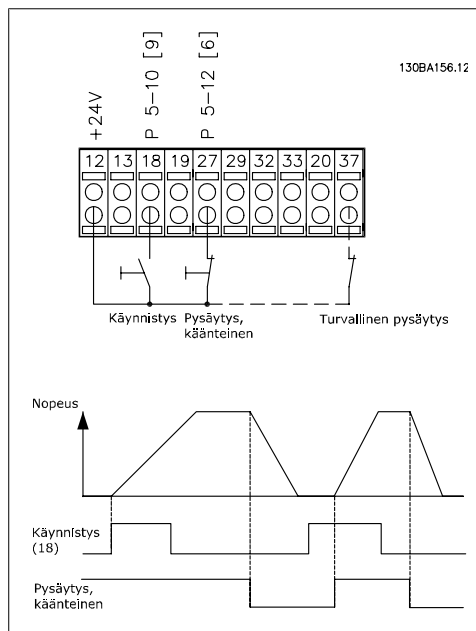 130BA156.12
+24V
P 5-10 [9]
P 5-12 [6]
12 13 18 19 27 29 32 33 20 37
Käynnistys
Pysäytys,
käänteinen
Turvallinen pysäytys
Nopeus
Käynnistys
(18)
Pysäytys,
käänteinen